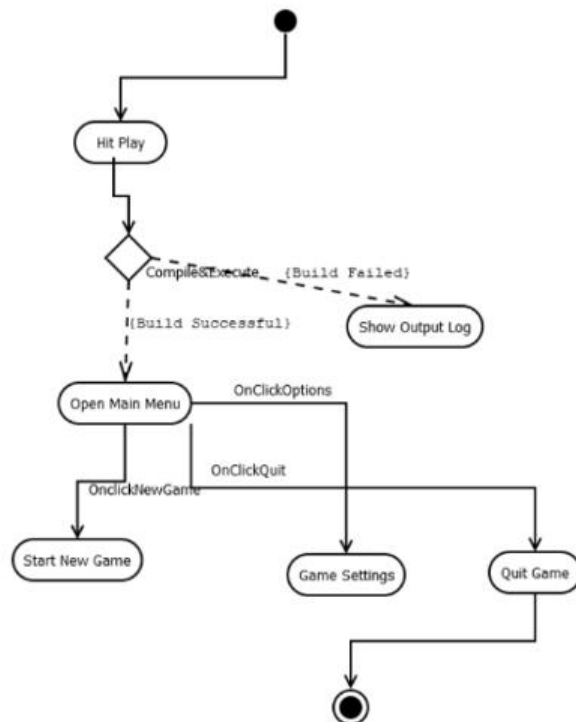 Hit Play
Compile&Execute
{Build Failed}
Show Output Log
{Build Successful}
Open Main Menu
OnClickOptions
OnClickQuit
OnclickNewGame
Start New Game
Game Settings
Quit Game